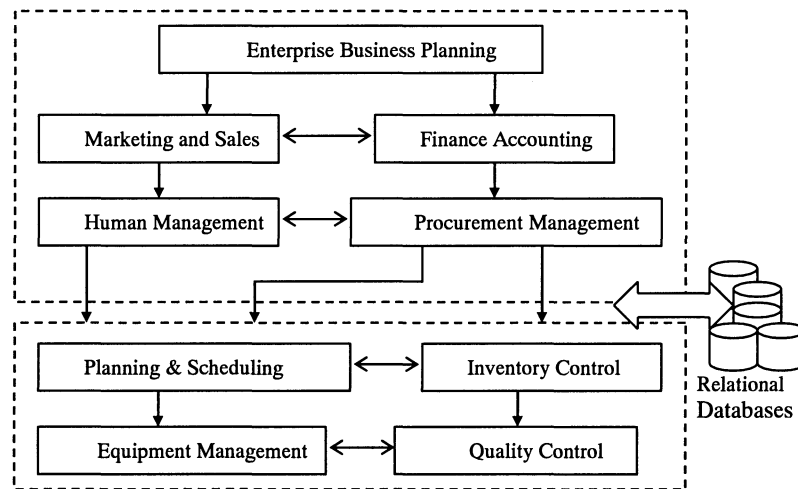 Enterprise Business Planning
Marketing and Sales
Finance Accounting
Human Management
Procurement Management
Planning & Scheduling
Inventory Control
Relational
Databases
Equipment Management
Quality Control